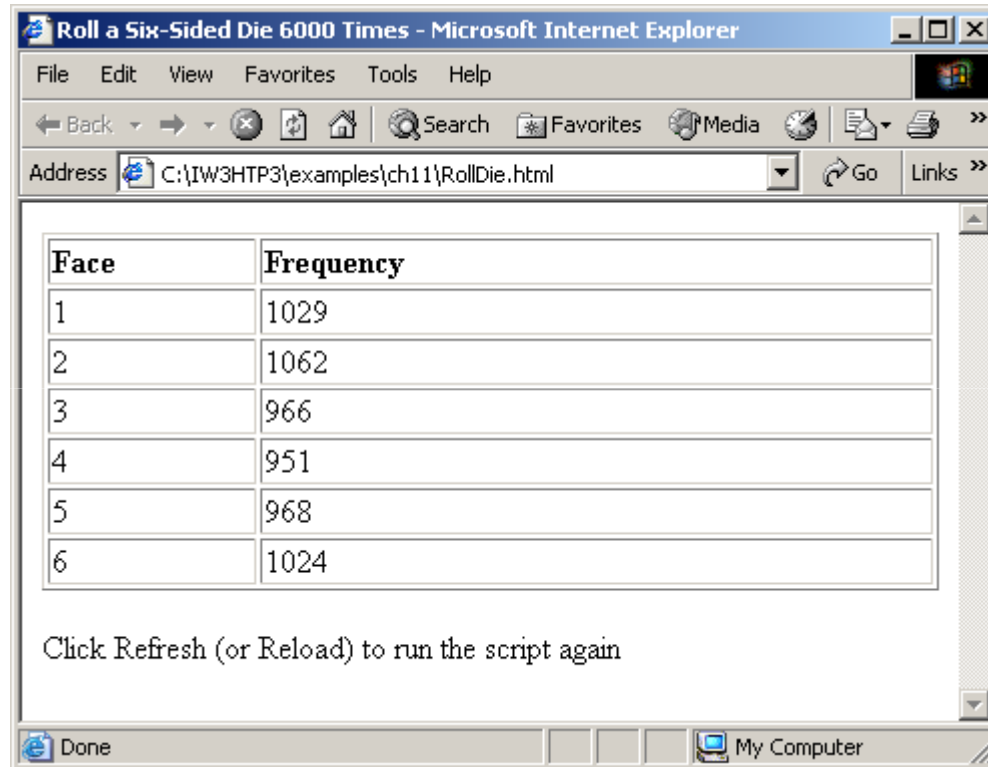 Roll a Six-Sided Die 6000 Times - Microsoft Internet Explorer
File Edit View Favorites Tools Help
Back Search Favorites Media »
Address C:\IW3HTP3\examples\ch11\RollDie.html Go Links »
Face Frequency
1 1029
2 1062
3 966
4 951
5 968
6 1024
Click Refresh (or Reload) to run the script again
Done My Computer